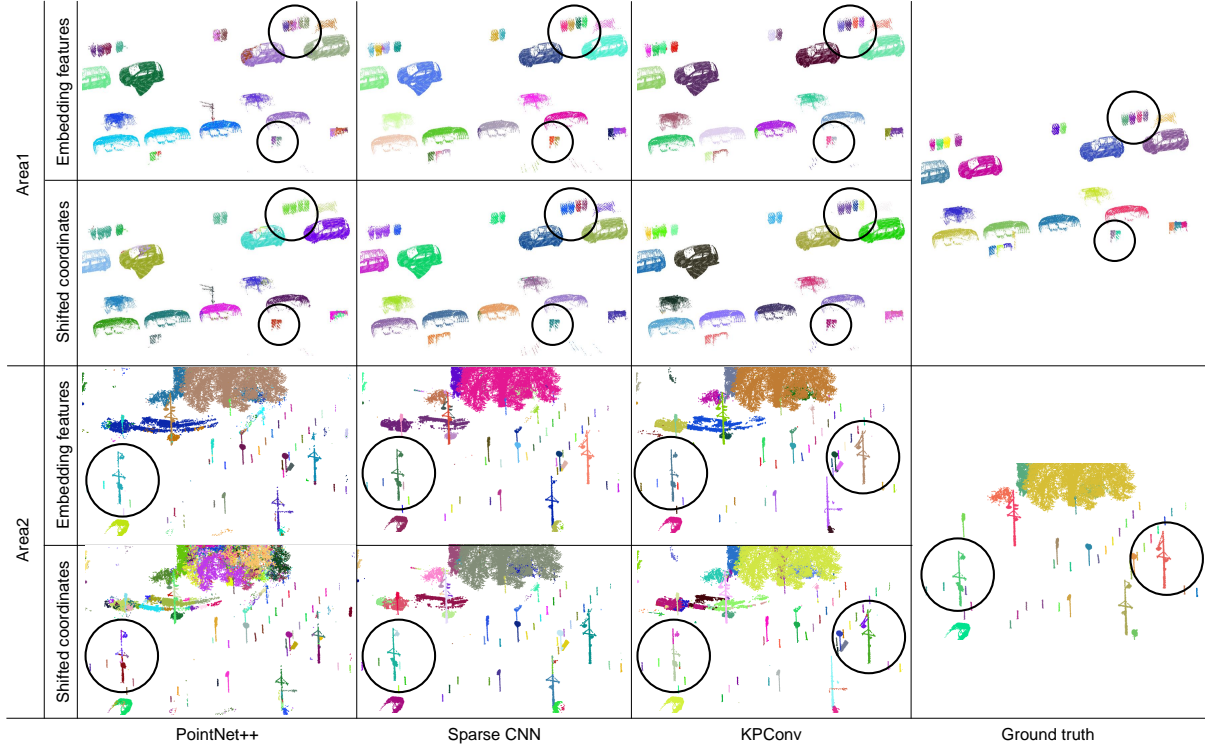 Area1
Embedding features
Shifted coordinates
Area2
Embedding features
Shifted coordinates
PointNet++
Sparse CNN
KPConv
Ground truth